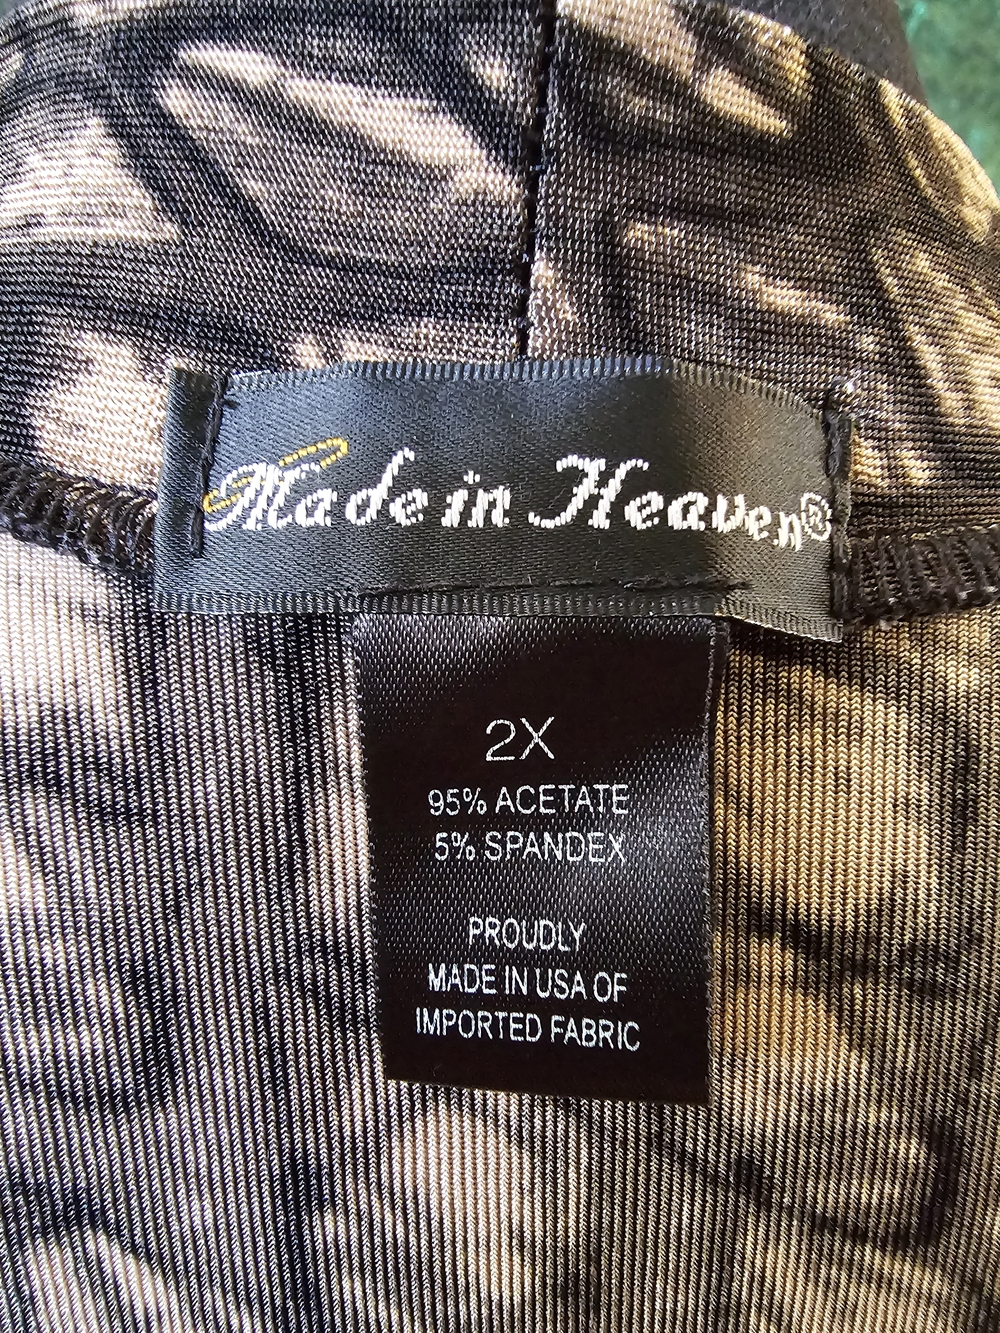 Made in Heaven®
2X
95% ACETATE
5% SPANDEX
PROUDLY
MADE IN USA OF
IMPORTED FABRIC